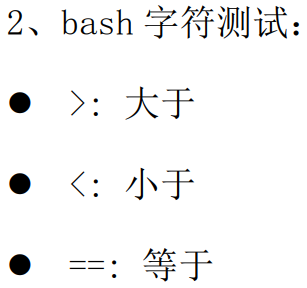 2、bash 字符测试：
● >: 大于
● <: 小于
● ==: 等于